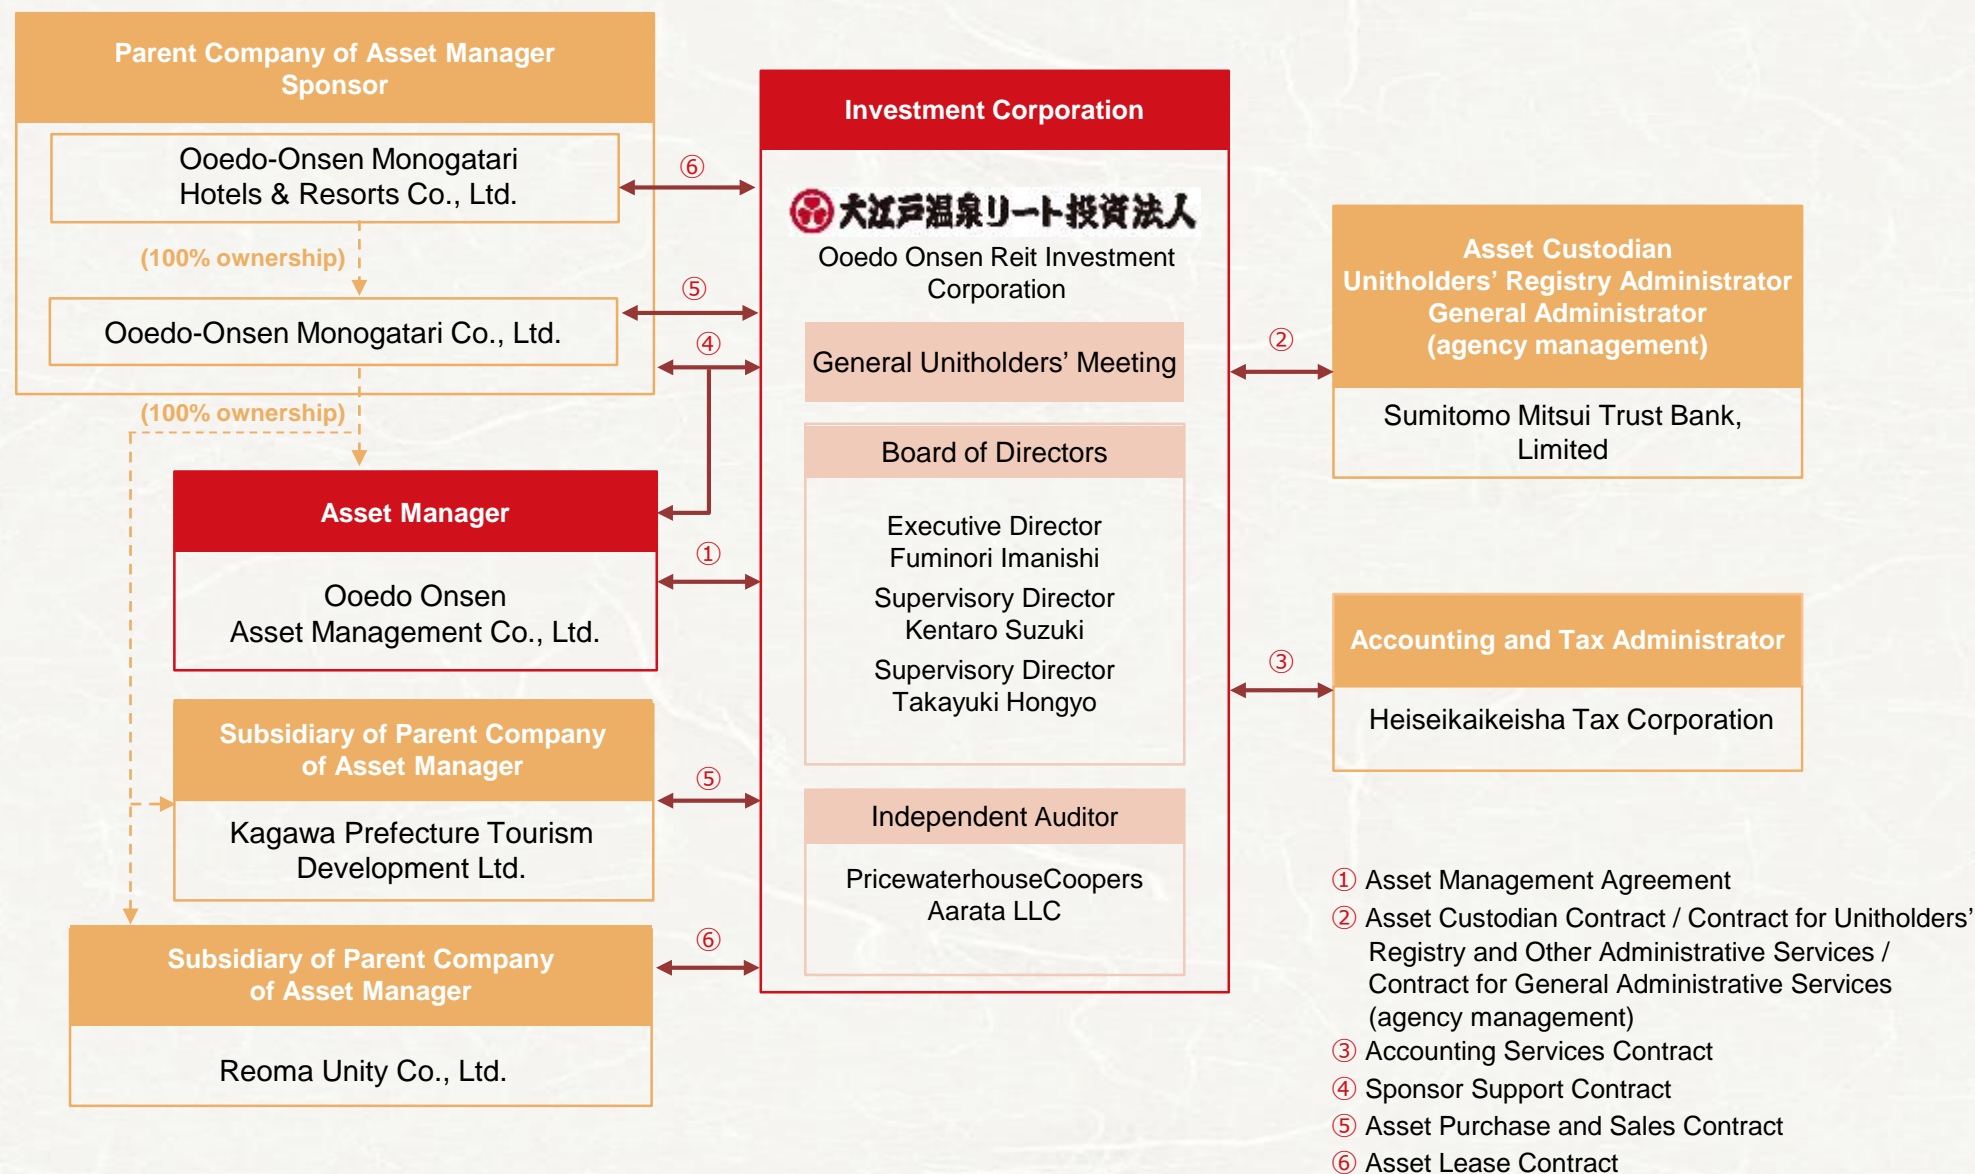 Parent Company of Asset Manager
Sponsor
Ooedo-Onsen Monogatari
Hotels & Resorts Co., Ltd.
(100% ownership)
Ooedo-Onsen Monogatari Co., Ltd.
(100% ownership)
Asset Manager
Ooedo Onsen
Asset Management Co., Ltd.
Subsidiary of Parent Company
of Asset Manager
Kagawa Prefecture Tourism
Development Ltd.
Subsidiary of Parent Company
of Asset Manager
Reoma Unity Co., Ltd.
⑥
⑤
④
①
⑤
⑥
Investment Corporation
大江戸温泉リート投資法人
Ooedo Onsen Reit Investment
Corporation
General Unitholders’ Meeting
Board of Directors
Executive Director
Fuminori Imanishi
Supervisory Director
Kentaro Suzuki
Supervisory Director
Takayuki Hongyo
Independent Auditor
PricewaterhouseCoopers
Aarata LLC
②
③
Asset Custodian
Unitholders’ Registry Administrator
General Administrator
(agency management)
Sumitomo Mitsui Trust Bank,
Limited
Accounting and Tax Administrator
Heiseikaikeisha Tax Corporation
① Asset Management Agreement
② Asset Custodian Contract / Contract for Unitholders’
Registry and Other Administrative Services /
Contract for General Administrative Services
(agency management)
③ Accounting Services Contract
④ Sponsor Support Contract
⑤ Asset Purchase and Sales Contract
⑥ Asset Lease Contract